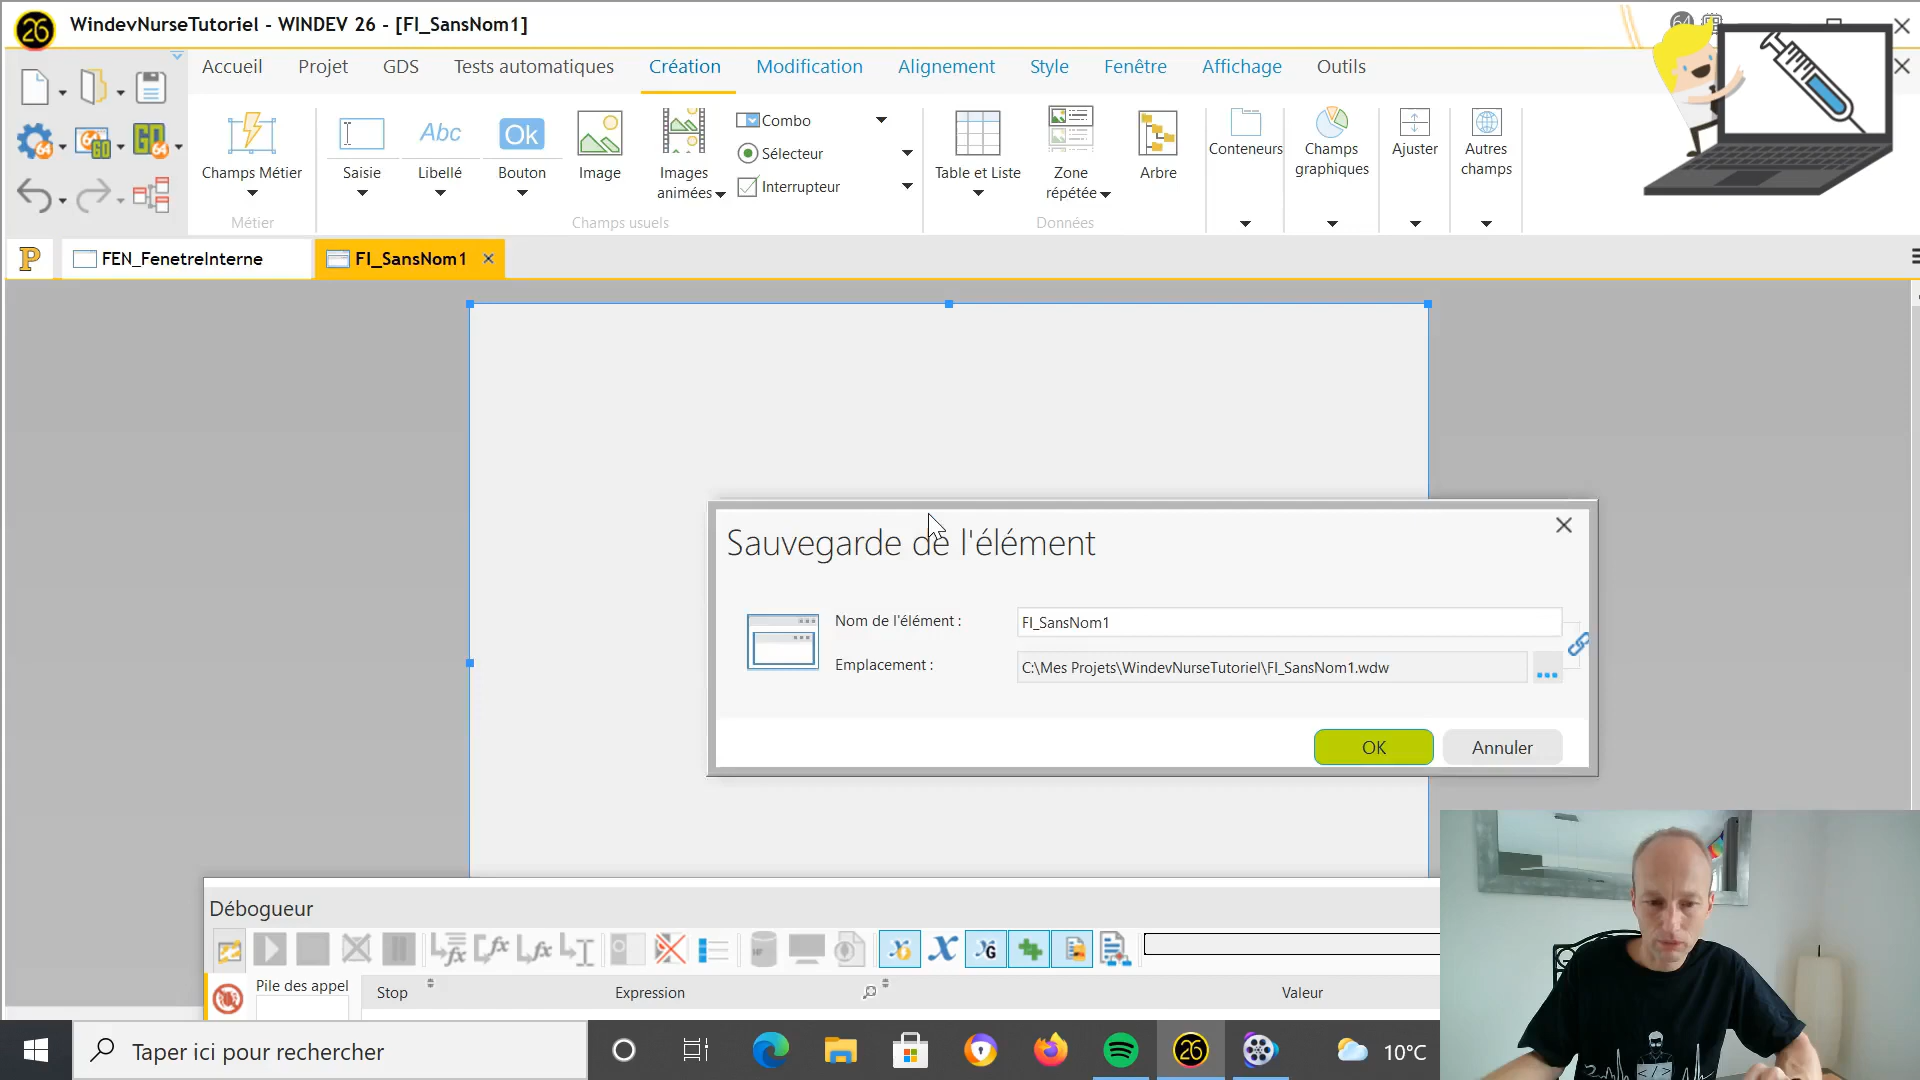 26 WindevNurseTutoriel - WINDEV 26 - [FI_SansNom1]
Accueil Projet GDS Tests automatiques Création Modification Alignement Style Fenêtre Affichage Outils
Champs Métier
Saisie
Abc
Libellé
Ok
Bouton
Image
Images animées
Combo
Sélecteur
Interrupteur
Table et Liste
Zone répétée
Arbre
Conteneurs
Champs graphiques
Ajuster
Autres champs
Métier Champs usuels Données
P FEN_FenetreInterne FI_SansNom1
Sauvegarde de l'élément
Nom de l'élément : FI_SansNom1
Emplacement : C:\Mes Projets\WindevNurseTutoriel\FI_SansNom1.wdw
OK Annuler
Débogueur
Pile des appel Stop Expression Valeur
Taper ici pour rechercher 26 10°C